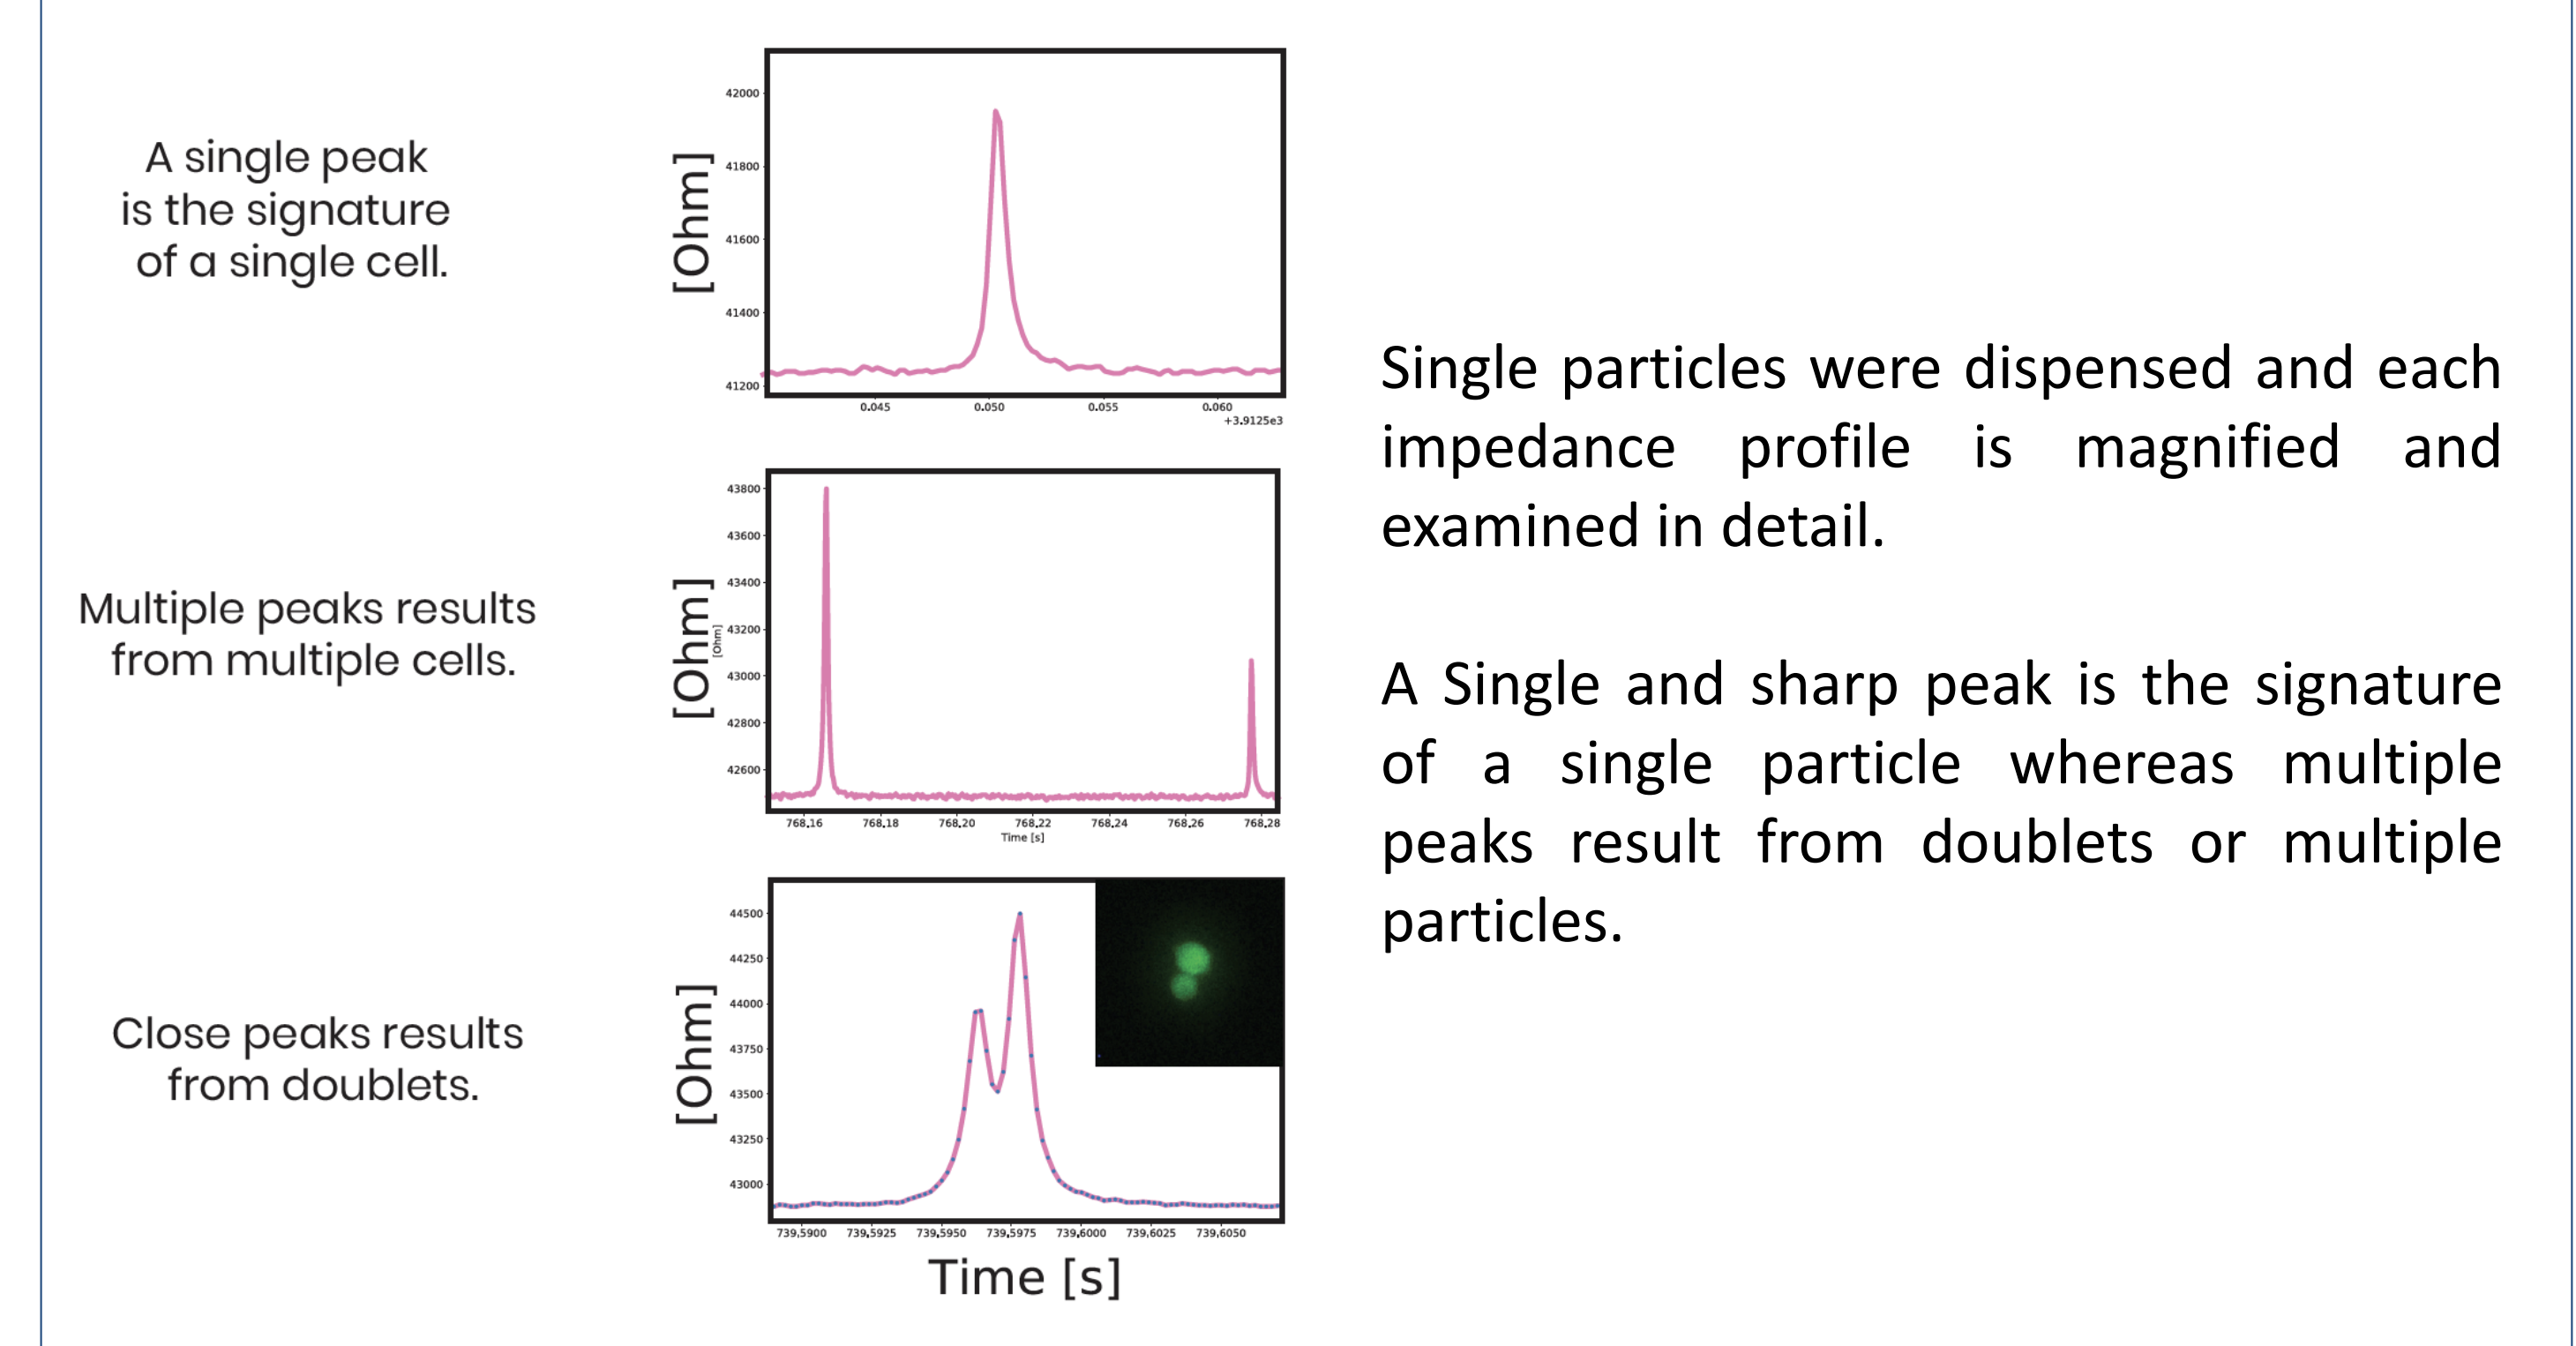 A single peak
is the signature
of a single cell.
[Ohm]
42000
41800
41600
41400
41200
0.045 0.050 0.055 0.060
+3.9125e3
Multiple peaks results
from multiple cells.
[Ohm]
[Ohm]
43800
43600
43400
43200
43000
42800
42600
768.16 768.18 768.20 768.22 768.24 768.26 768.28
Time [s]
Close peaks results
from doublets.
[Ohm]
44500
44250
44000
43750
43500
43250
43000
739.5900 739.5925 739.5950 739.5975 739.6000 739.6025 739.6050
Time [s]
Single particles were dispensed and each
impedance profile is magnified and
examined in detail.
A Single and sharp peak is the signature
of a single particle whereas multiple
peaks result from doublets or multiple
particles.